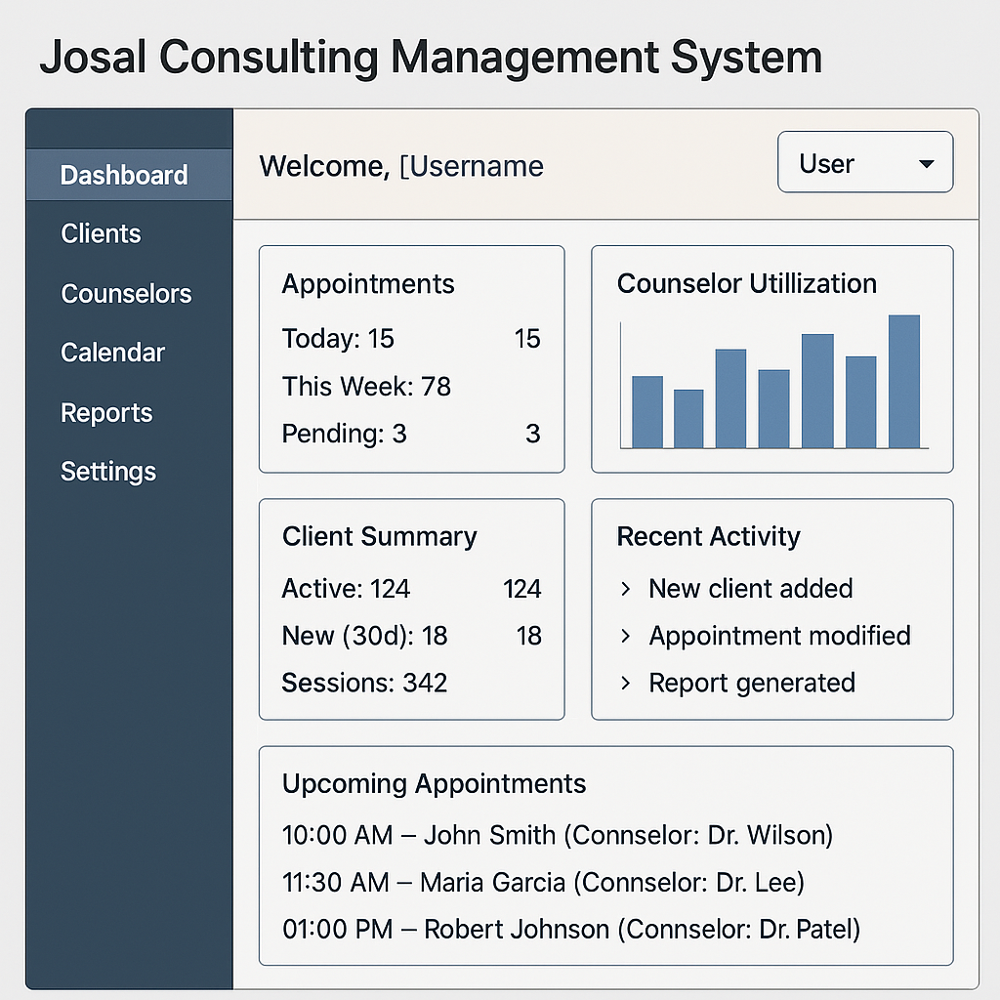 Josal Consulting Management System
Dashboard
Clients
Counselors
Calendar
Reports
Settings
Welcome, [Username
User
Appointments
Today: 15 15
This Week: 78
Pending: 3 3
Counselor Utillization
Client Summary
Active: 124 124
New (30d): 18 18
Sessions: 342
Recent Activity
New client added
Appointment modified
Report generated
Upcoming Appointments
10:00 AM – John Smith (Connselor: Dr. Wilson)
11:30 AM – Maria Garcia (Connselor: Dr. Lee)
01:00 PM – Robert Johnson (Connselor: Dr. Patel)